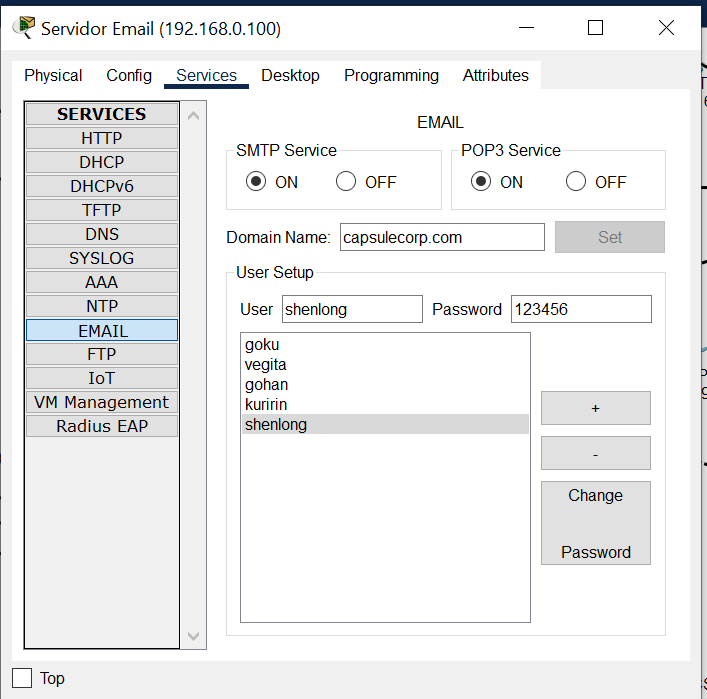 Servidor Email (192.168.0.100)
Physical Config Services Desktop Programming Attributes
SERVICES
HTTP
DHCP
DHCPv6
TFTP
DNS
SYSLOG
AAA
NTP
EMAIL
FTP
IoT
VM Management
Radius EAP
EMAIL
SMTP Service
ON OFF
POP3 Service
ON OFF
Domain Name: capsulecorp.com Set
User Setup
User shenlong Password 123456
goku
vegita
gohan
kuririn
shenlong
+
-
Change
Password
Top